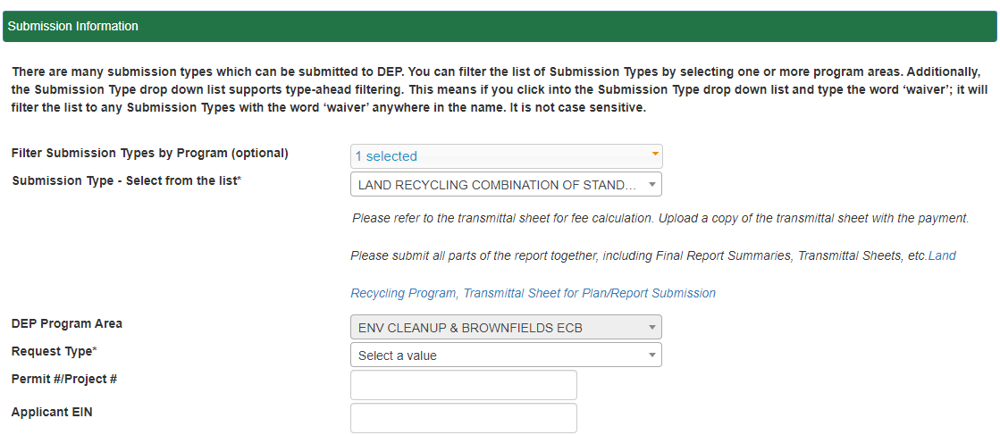 Submission Information
There are many submission types which can be submitted to DEP. You can filter the list of Submission Types by selecting one or more program areas. Additionally,
the Submission Type drop down list supports type-ahead filtering. This means if you click into the Submission Type drop down list and type the word ‘waiver’; it will
filter the list to any Submission Types with the word ‘waiver’ anywhere in the name. It is not case sensitive.
Filter Submission Types by Program (optional)
1 selected
Submission Type - Select from the list*
LAND RECYCLING COMBINATION OF STAND...
Please refer to the transmittal sheet for fee calculation. Upload a copy of the transmittal sheet with the payment.
Please submit all parts of the report together, including Final Report Summaries, Transmittal Sheets, etc.Land
Recycling Program, Transmittal Sheet for Plan/Report Submission
DEP Program Area
ENV CLEANUP & BROWNFIELDS ECB
Request Type*
Select a value
Permit #/Project #
Applicant EIN